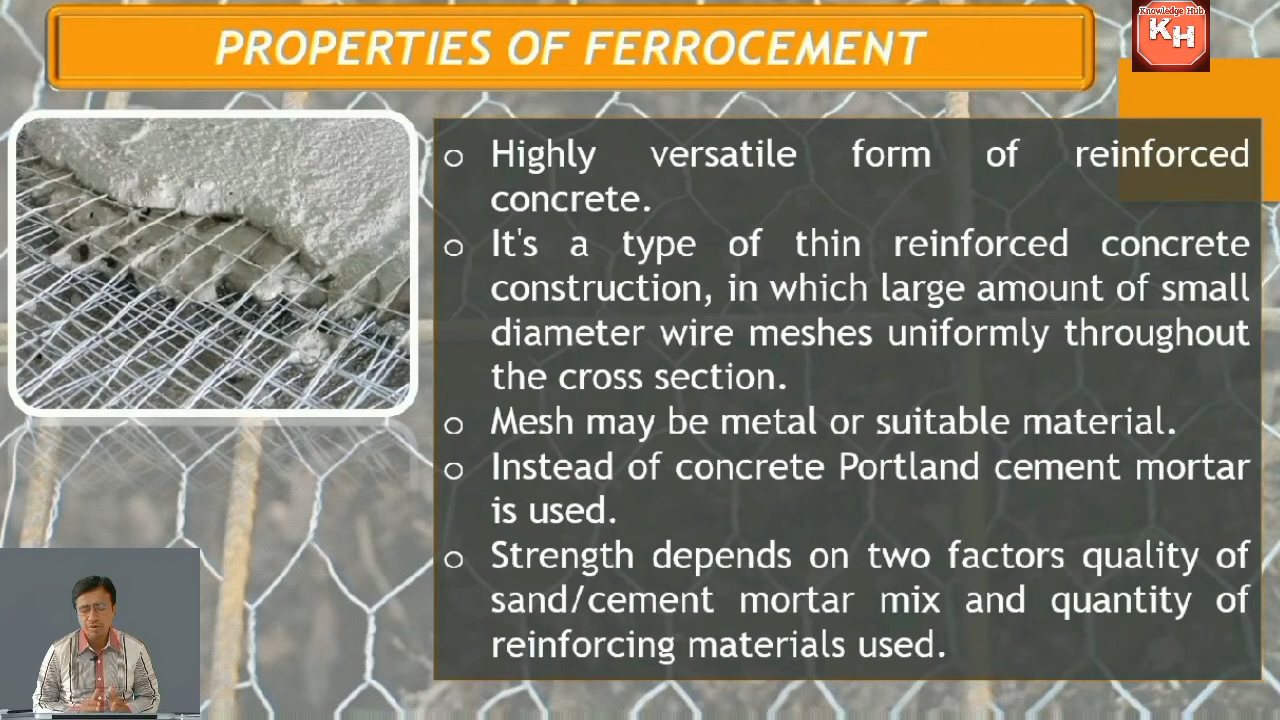 PROPERTIES OF FERROCEMENT
Knowledge Hub
KH
o Highly versatile form of reinforced
concrete.
o It's a type of thin reinforced concrete
construction, in which large amount of small
diameter wire meshes uniformly throughout
the cross section.
o Mesh may be metal or suitable material.
o Instead of concrete Portland cement mortar
is used.
o Strength depends on two factors quality of
sand/cement mortar mix and quantity of
reinforcing materials used.